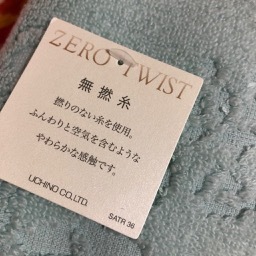 ZERO TWIST
無撚糸
撚りのない糸を使用。
ふんわりと空気を含むような
やわらかな感触です。
UCHINO CO.,LTD.
SATR 36